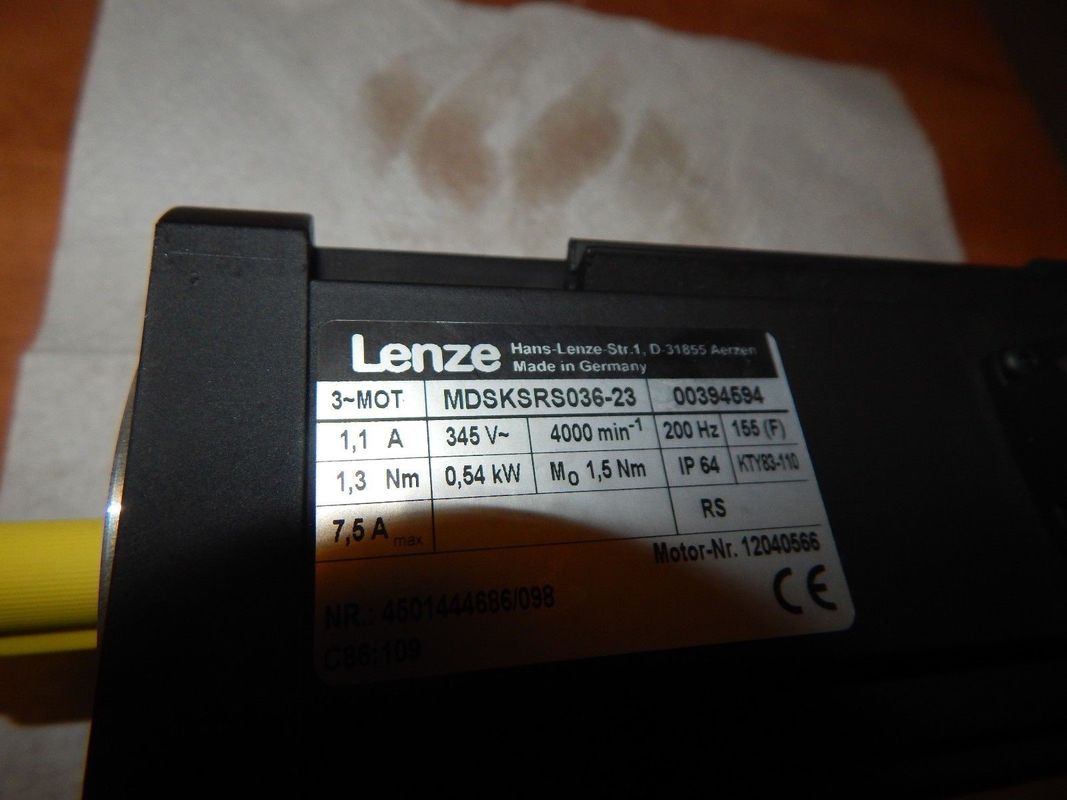 Lenze Hans-Lenze-Str.1, D-31855 Aerzen
Made in Germany
3~MOT MDSKSRS036-23 00394594
1,1 A 345 V~ 4000 min-1 200 Hz 155 (F)
1,3 Nm 0,54 kW Mo 1,5 Nm IP 64 KTY83-110
7,5 A max RS
Motor-Nr. 12040566
NR.: 4501444686/098
C86:109
CE